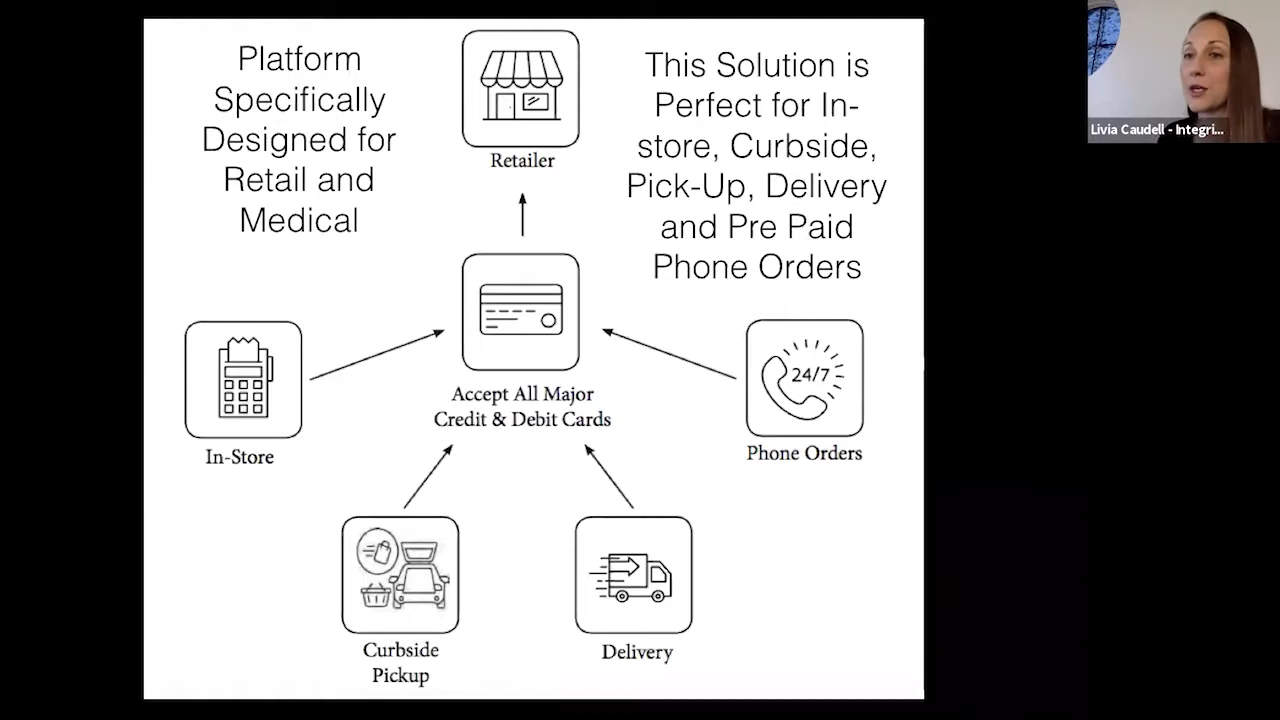 Platform
Specifically
Designed for
Retail and
Medical
Retailer
This Solution is
Perfect for In-
store, Curbside,
Pick-Up, Delivery
and Pre Paid
Phone Orders
Livia Caudell - Integri...
Accept All Major
Credit & Debit Cards
In-Store
24/7
Phone Orders
Curbside
Pickup
Delivery